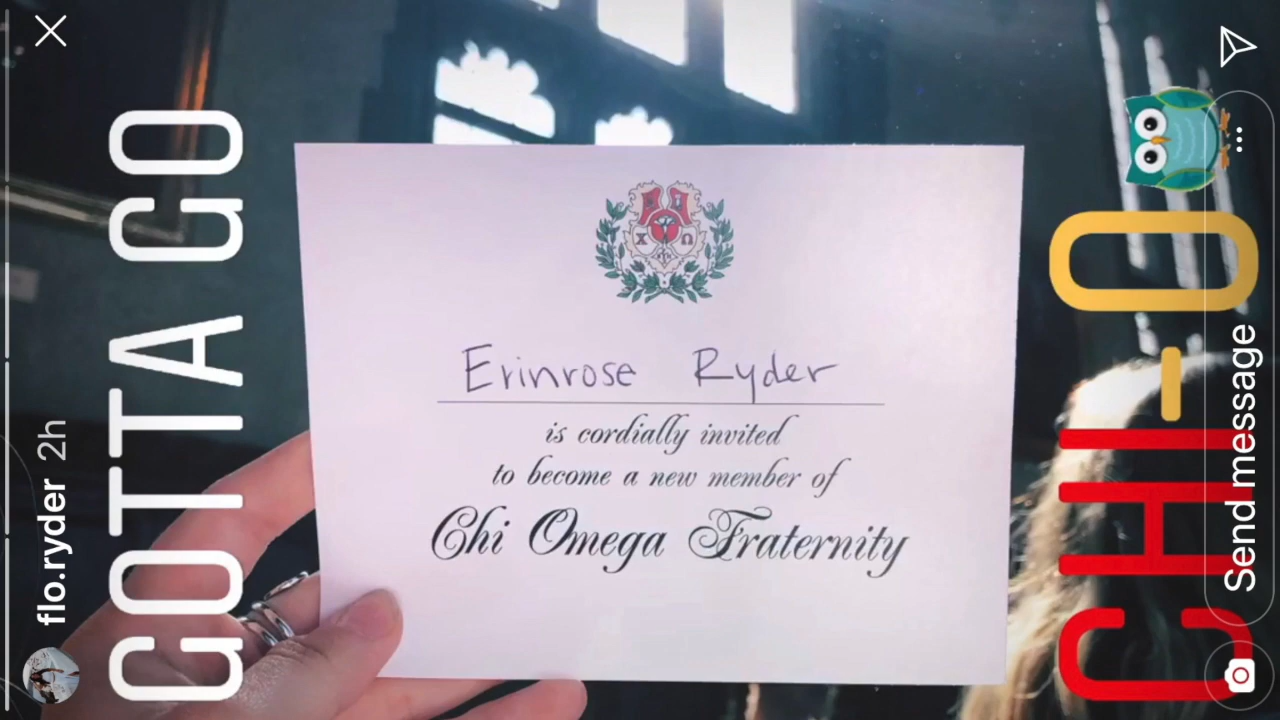 flo.ryder 2h
GOTTA GO
Χ Ω
Erinrose Ryder
is cordially invited
to become a new member of
Chi Omega Fraternity
CHI-O
Send message